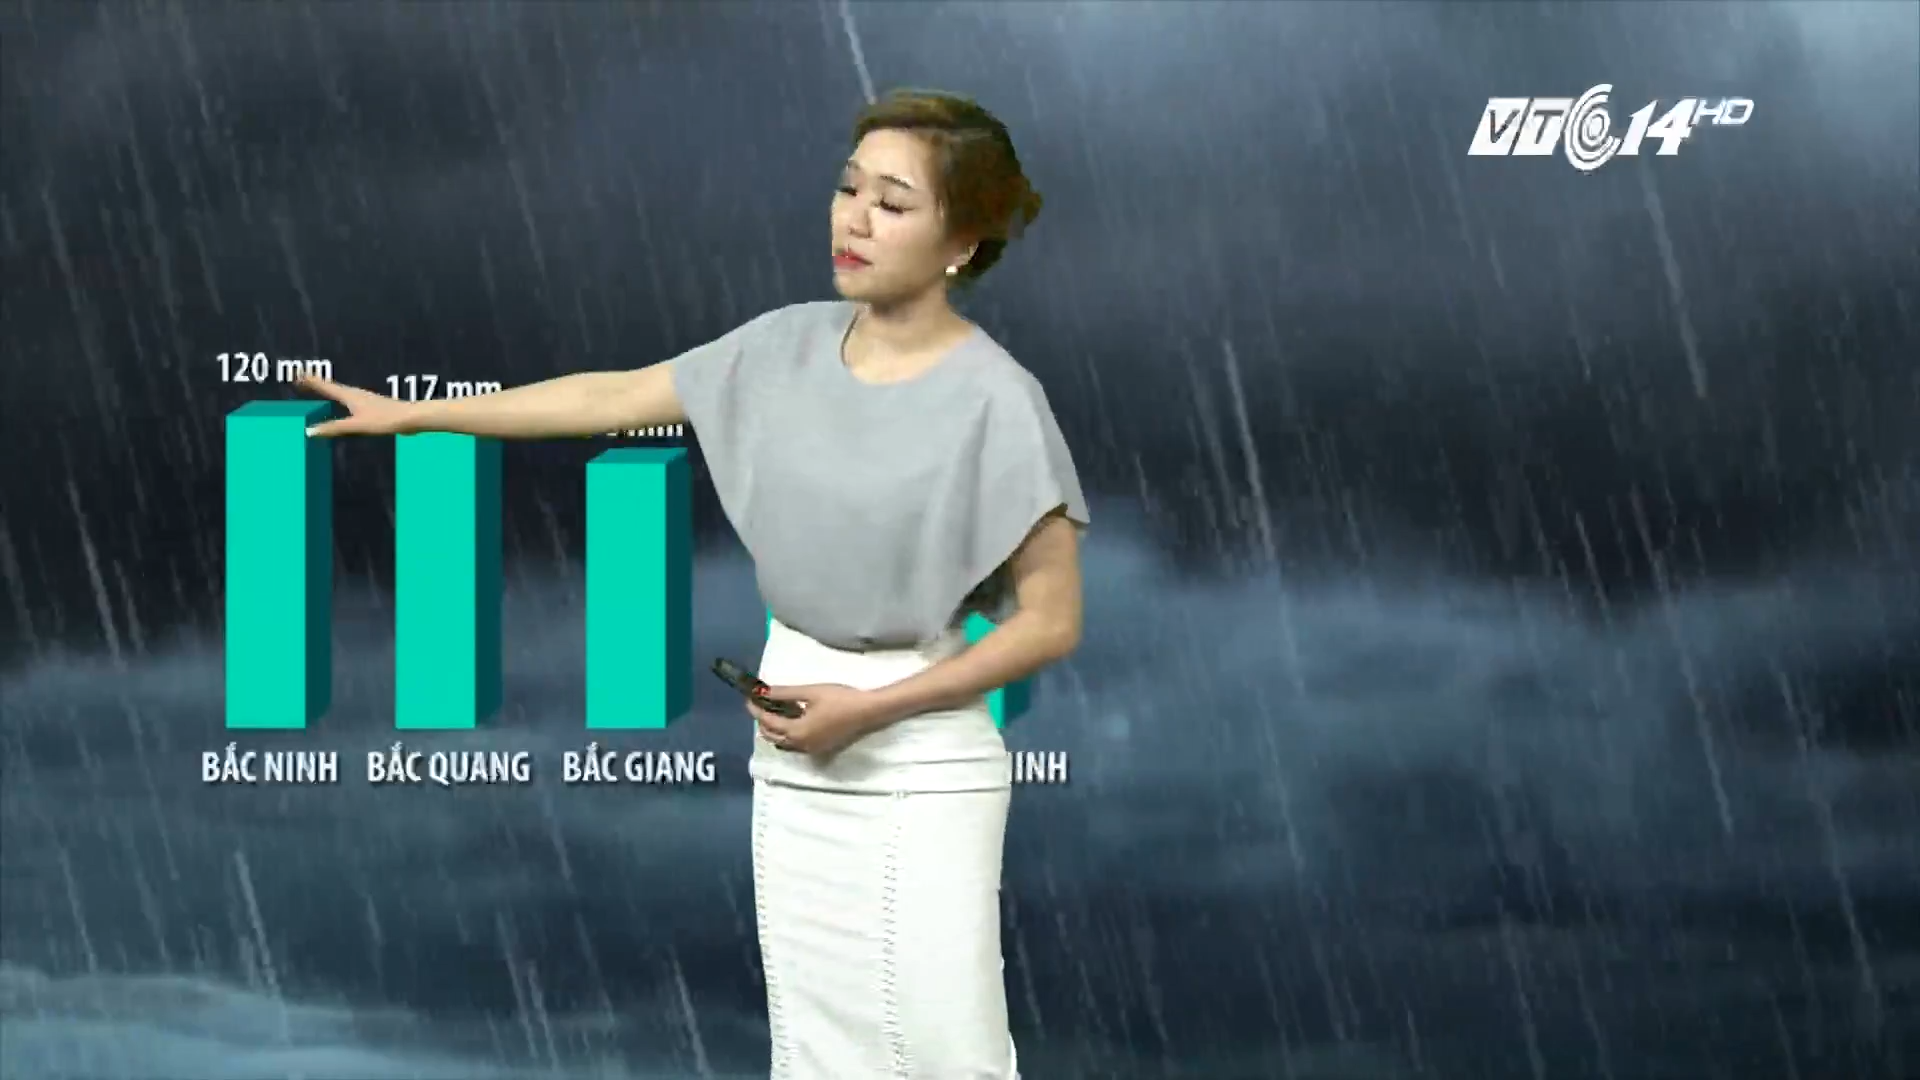 VTC14 HD
120 mm
117 mm
BẮC NINH
BẮC QUANG
BẮC GIANG